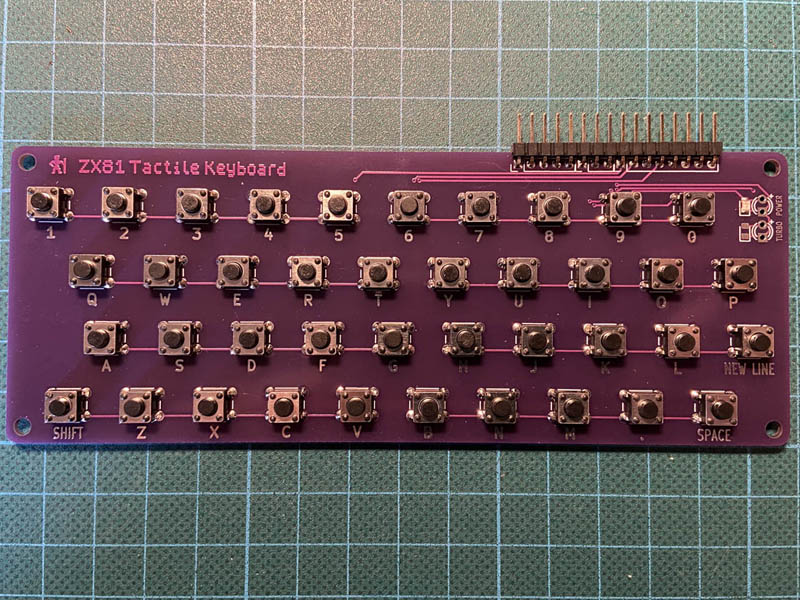 ZX81 Tactile Keyboard
POWER
TURBO
1 2 3 4 5 6 7 8 9 0
Q W E R T Y U I O P
A S D F G H J K L NEW LINE
SHIFT Z X C V B N M . SPACE